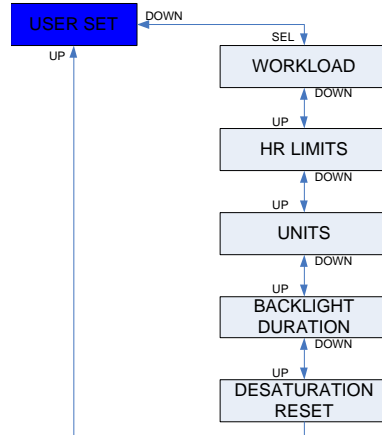 USER SET
DOWN
SEL
UP
WORKLOAD
DOWN
UP
HR LIMITS
DOWN
UP
UNITS
DOWN
UP
BACKLIGHT
DURATION
DOWN
UP
DESATURATION
RESET